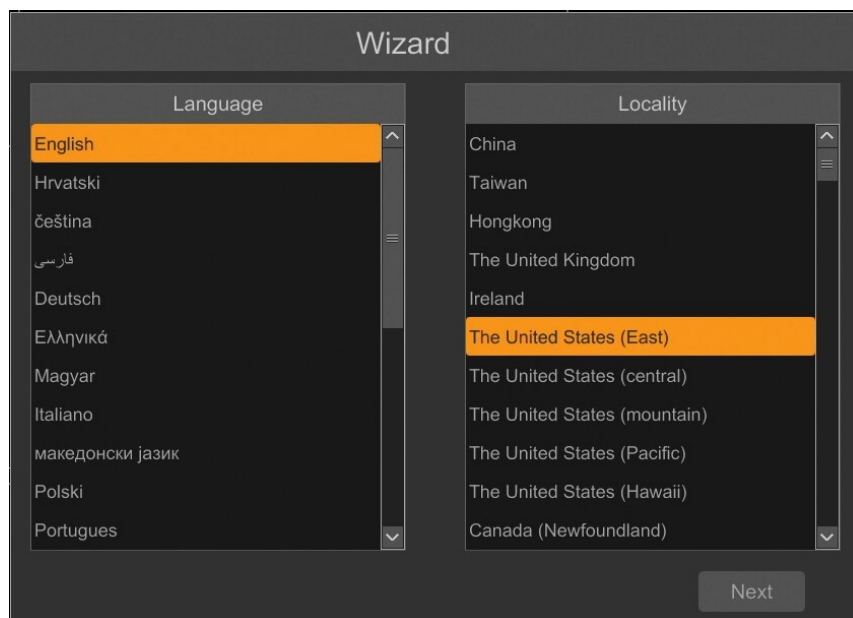 Wizard
Language
English
Hrvatski
čeština
فارسی
Deutsch
Ελληνικά
Magyar
Italiano
македонски јазик
Polski
Portugues
Locality
China
Taiwan
Hongkong
The United Kingdom
Ireland
The United States (East)
The United States (central)
The United States (mountain)
The United States (Pacific)
The United States (Hawaii)
Canada (Newfoundland)
Next